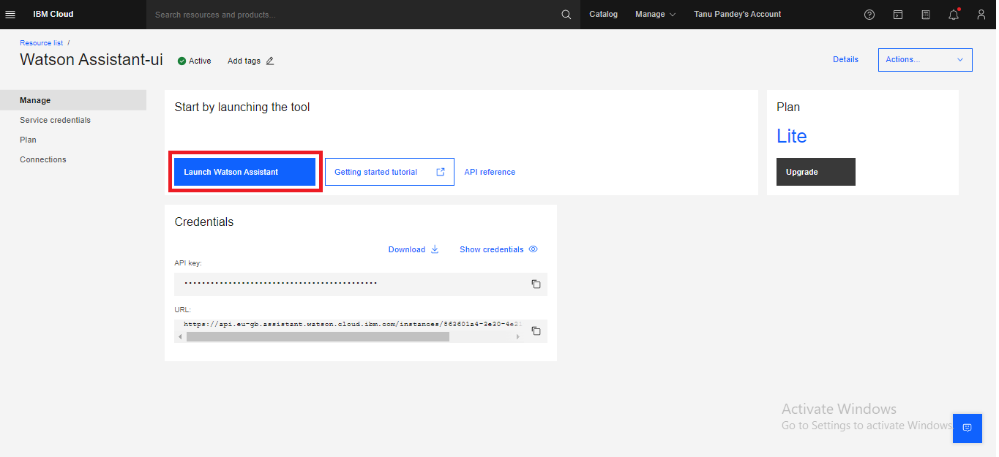 IBM Cloud
Search resources and products...
Catalog
Manage
Tanu Pandey's Account
Resource list /
Watson Assistant-ui
Active
Add tags
Details
Actions...
Manage
Service credentials
Plan
Connections
Start by launching the tool
Launch Watson Assistant
Getting started tutorial
API reference
Plan
Lite
Upgrade
Credentials
Download
Show credentials
API key:
URL:
https://api.eu-gb.assistant.watson.cloud.ibm.com/instances/863601a4-3e30-4e21
Activate Windows
Go to Settings to activate Windows.